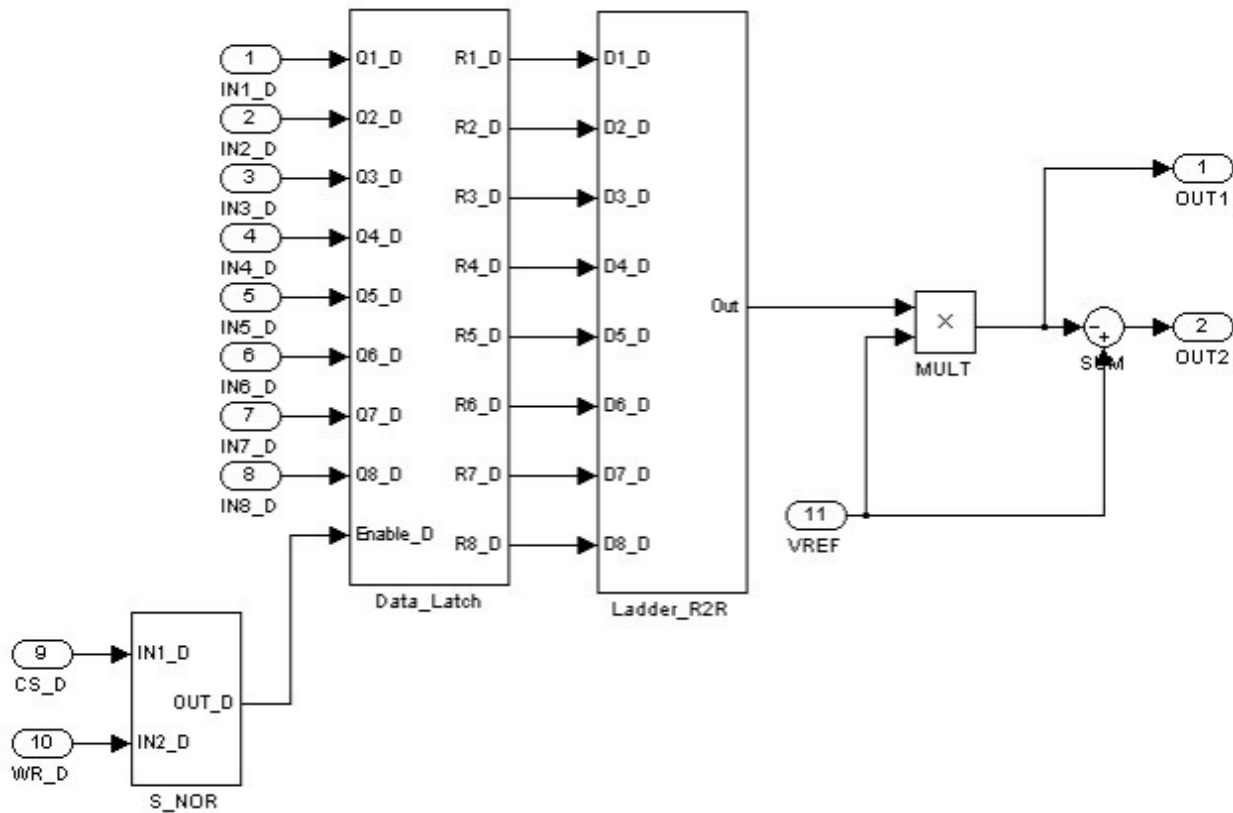 1 Q1_D R1_D D1_D
IN1_D
2 Q2_D R2_D D2_D
IN2_D
3 Q3_D R3_D D3_D
IN3_D
4 Q4_D R4_D D4_D
IN4_D
5 Q5_D R5_D D5_D
IN5_D
6 Q6_D R6_D D6_D
IN6_D
7 Q7_D R7_D D7_D
IN7_D
8 Q8_D R8_D D8_D
IN8_D
Enable_D
Data_Latch
Out
Ladder_R2R
×
MULT
1
OUT1
-
+
SUM
2
OUT2
11
VREF
9 IN1_D
CS_D
OUT_D
10 IN2_D
WR_D
S_NOR